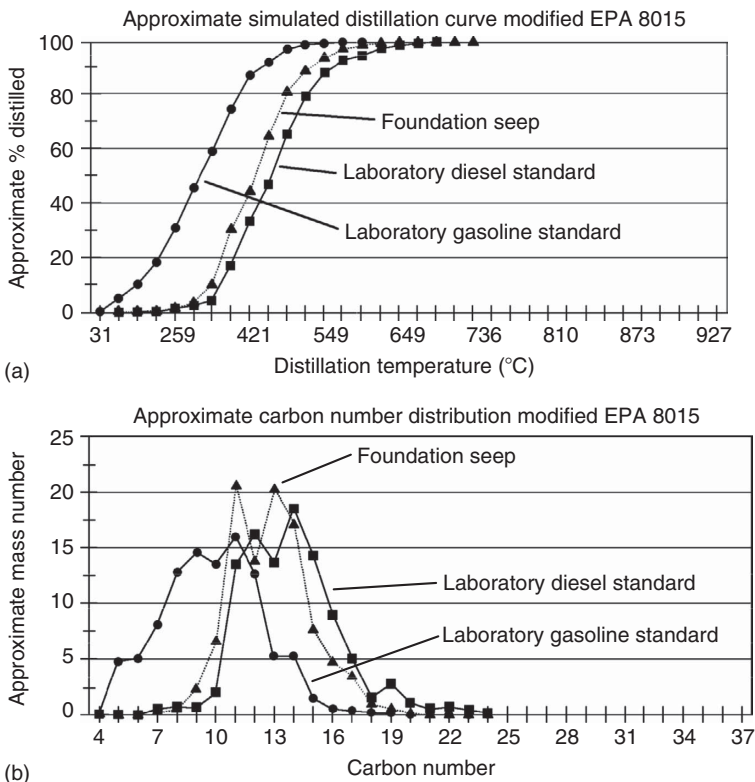 Approximate simulated distillation curve modified EPA 8015
100
80
60
40
20
0
Approximate % distilled
Foundation seep
Laboratory diesel standard
Laboratory gasoline standard
31 259 421 549 649 736 810 873 927
Distillation temperature (°C)
(a)
Approximate carbon number distribution modified EPA 8015
25
20
15
10
5
0
Approximate mass number
Foundation seep
Laboratory diesel standard
Laboratory gasoline standard
4 7 10 13 16 19 22 25 28 31 34 37
Carbon number
(b)